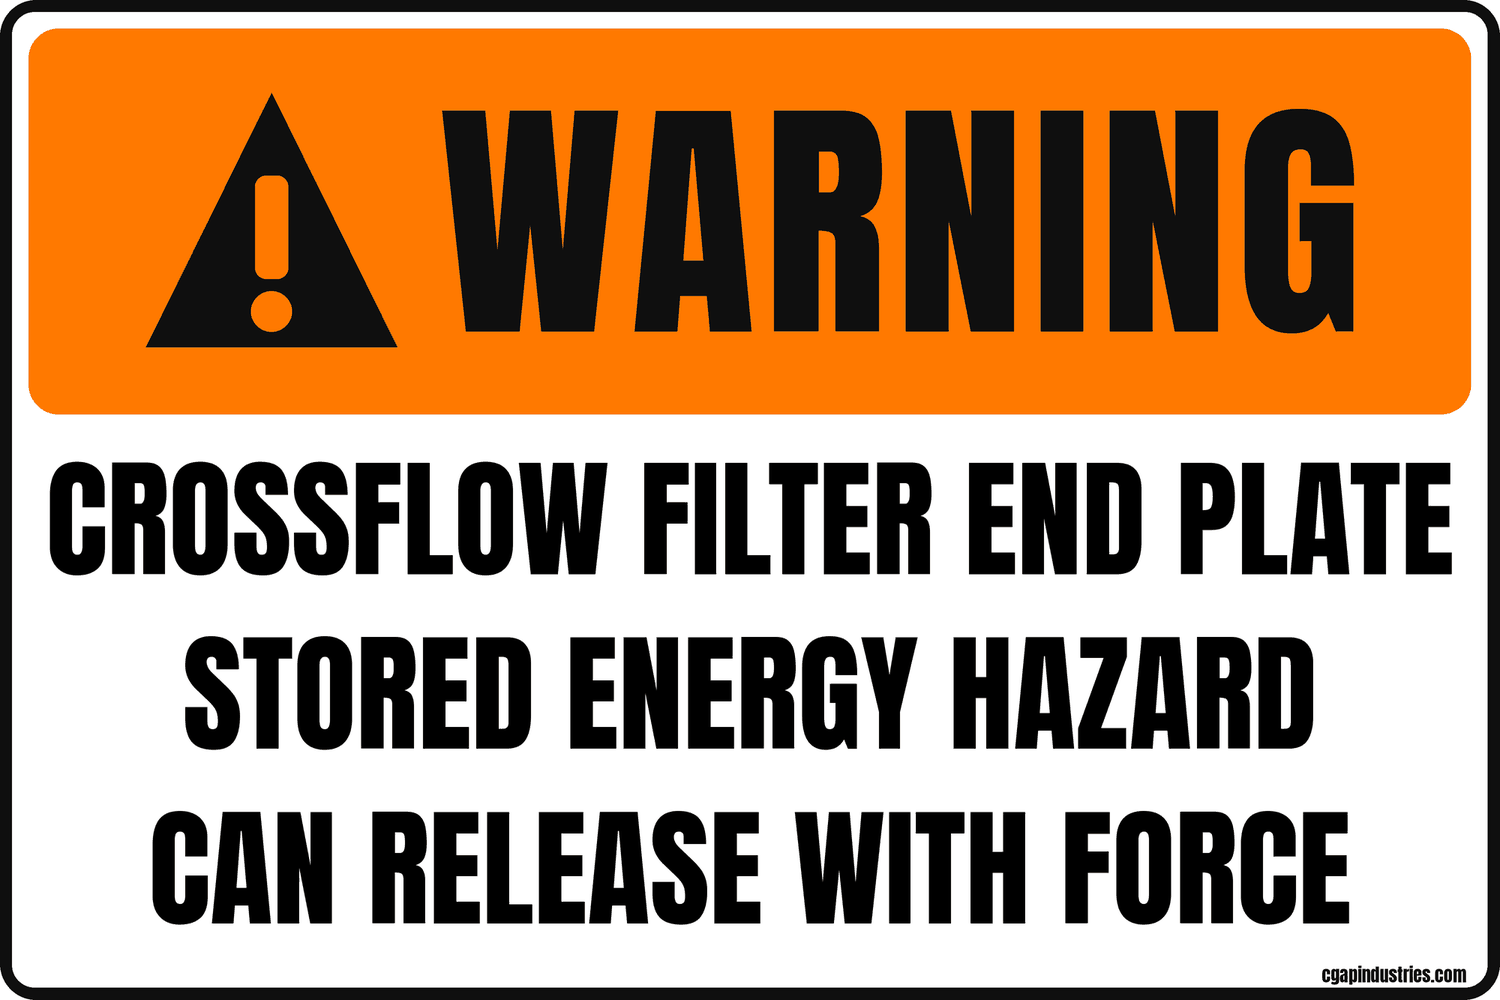 WARNING
CROSSFLOW FILTER END PLATE
STORED ENERGY HAZARD
CAN RELEASE WITH FORCE
cgapindustries.com